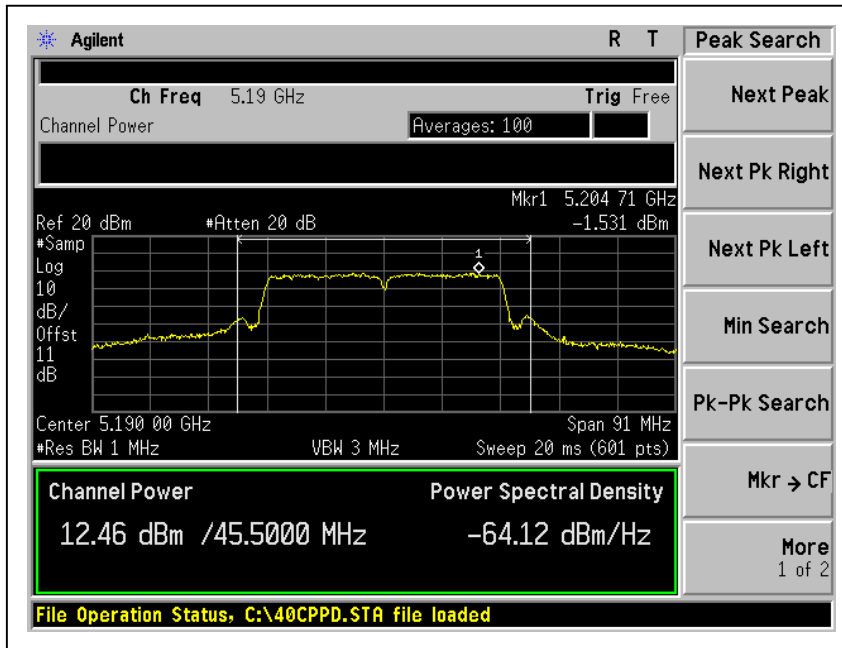 Agilent R T
Ch Freq 5.19 GHz Trig Free
Channel Power Averages: 100
Mkr1 5.204 71 GHz
Ref 20 dBm #Atten 20 dB -1.531 dBm
#Samp
Log
10
dB/
Offst
11
dB
1
Center 5.190 00 GHz Span 91 MHz
#Res BW 1 MHz VBW 3 MHz Sweep 20 ms (601 pts)
Channel Power Power Spectral Density
12.46 dBm /45.5000 MHz -64.12 dBm/Hz
File Operation Status, C:\40CPPD.STA file loaded
Peak Search
Next Peak
Next Pk Right
Next Pk Left
Min Search
Pk-Pk Search
Mkr → CF
More
1 of 2